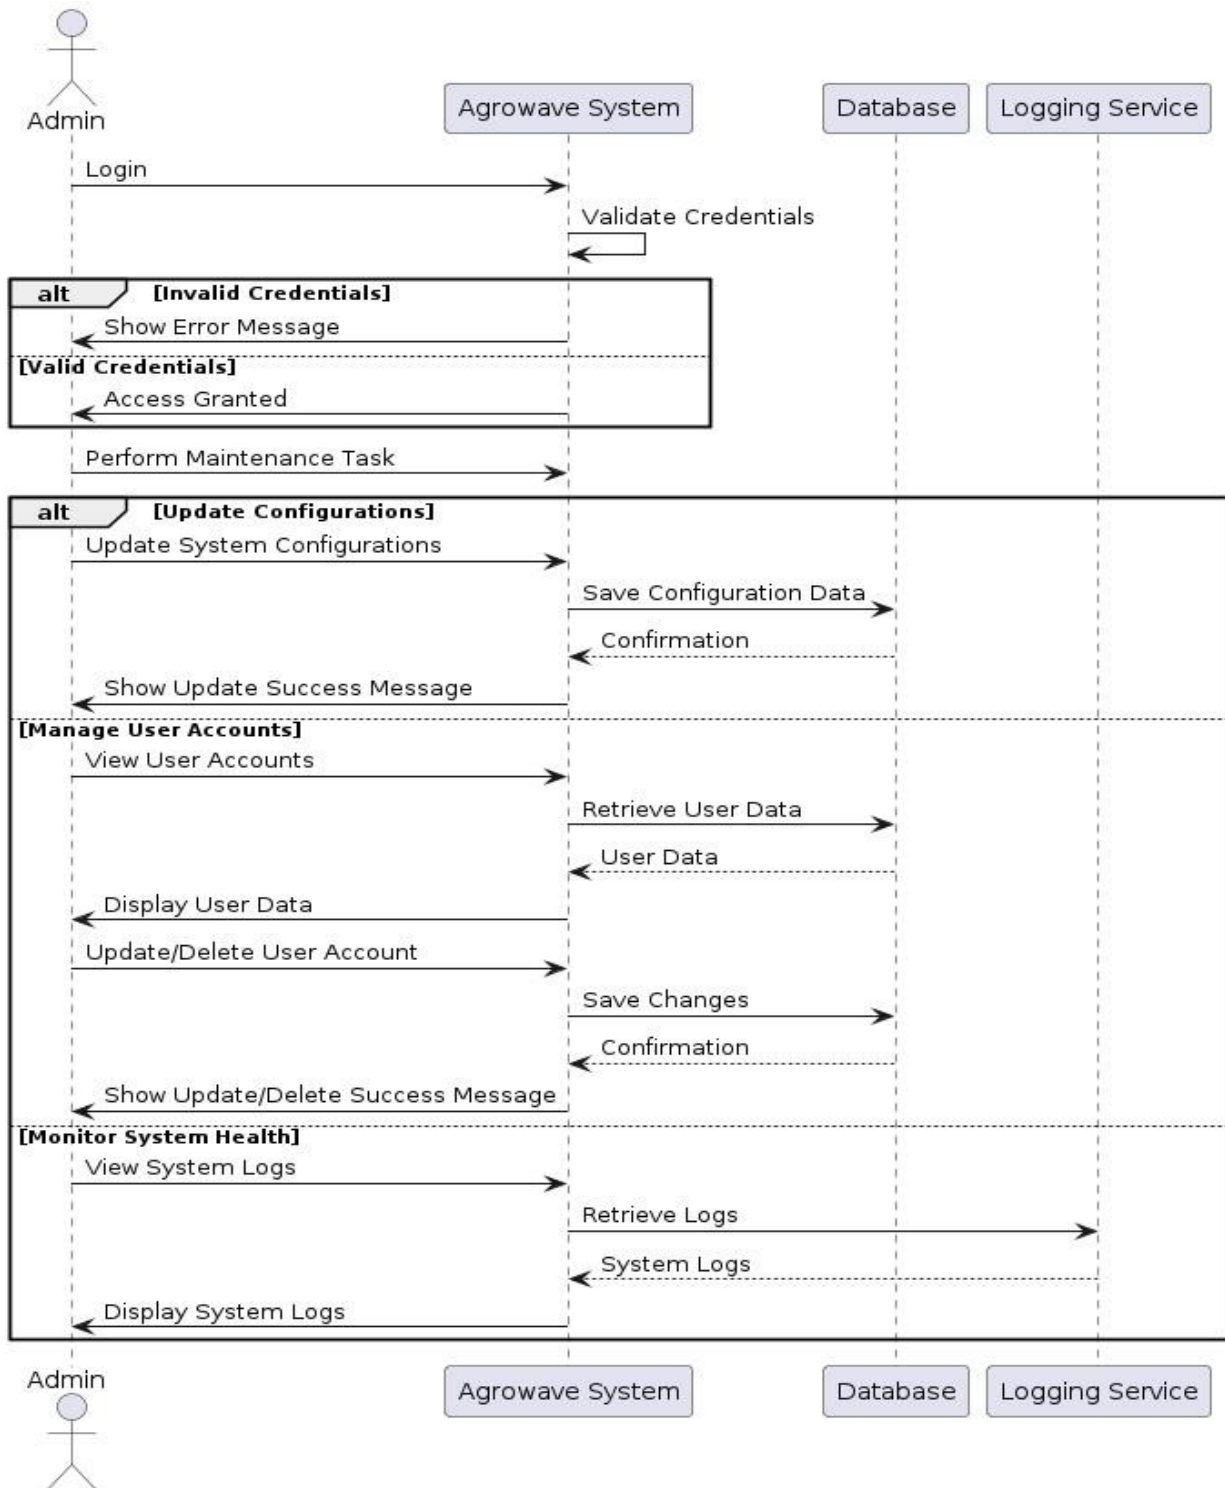 Admin
Agrowave System
Database
Logging Service
Login
Validate Credentials
alt [Invalid Credentials]
Show Error Message
[Valid Credentials]
Access Granted
Perform Maintenance Task
alt [Update Configurations]
Update System Configurations
Save Configuration Data
Confirmation
Show Update Success Message
[Manage User Accounts]
View User Accounts
Retrieve User Data
User Data
Display User Data
Update/Delete User Account
Save Changes
Confirmation
Show Update/Delete Success Message
[Monitor System Health]
View System Logs
Retrieve Logs
System Logs
Display System Logs
Admin
Agrowave System
Database
Logging Service